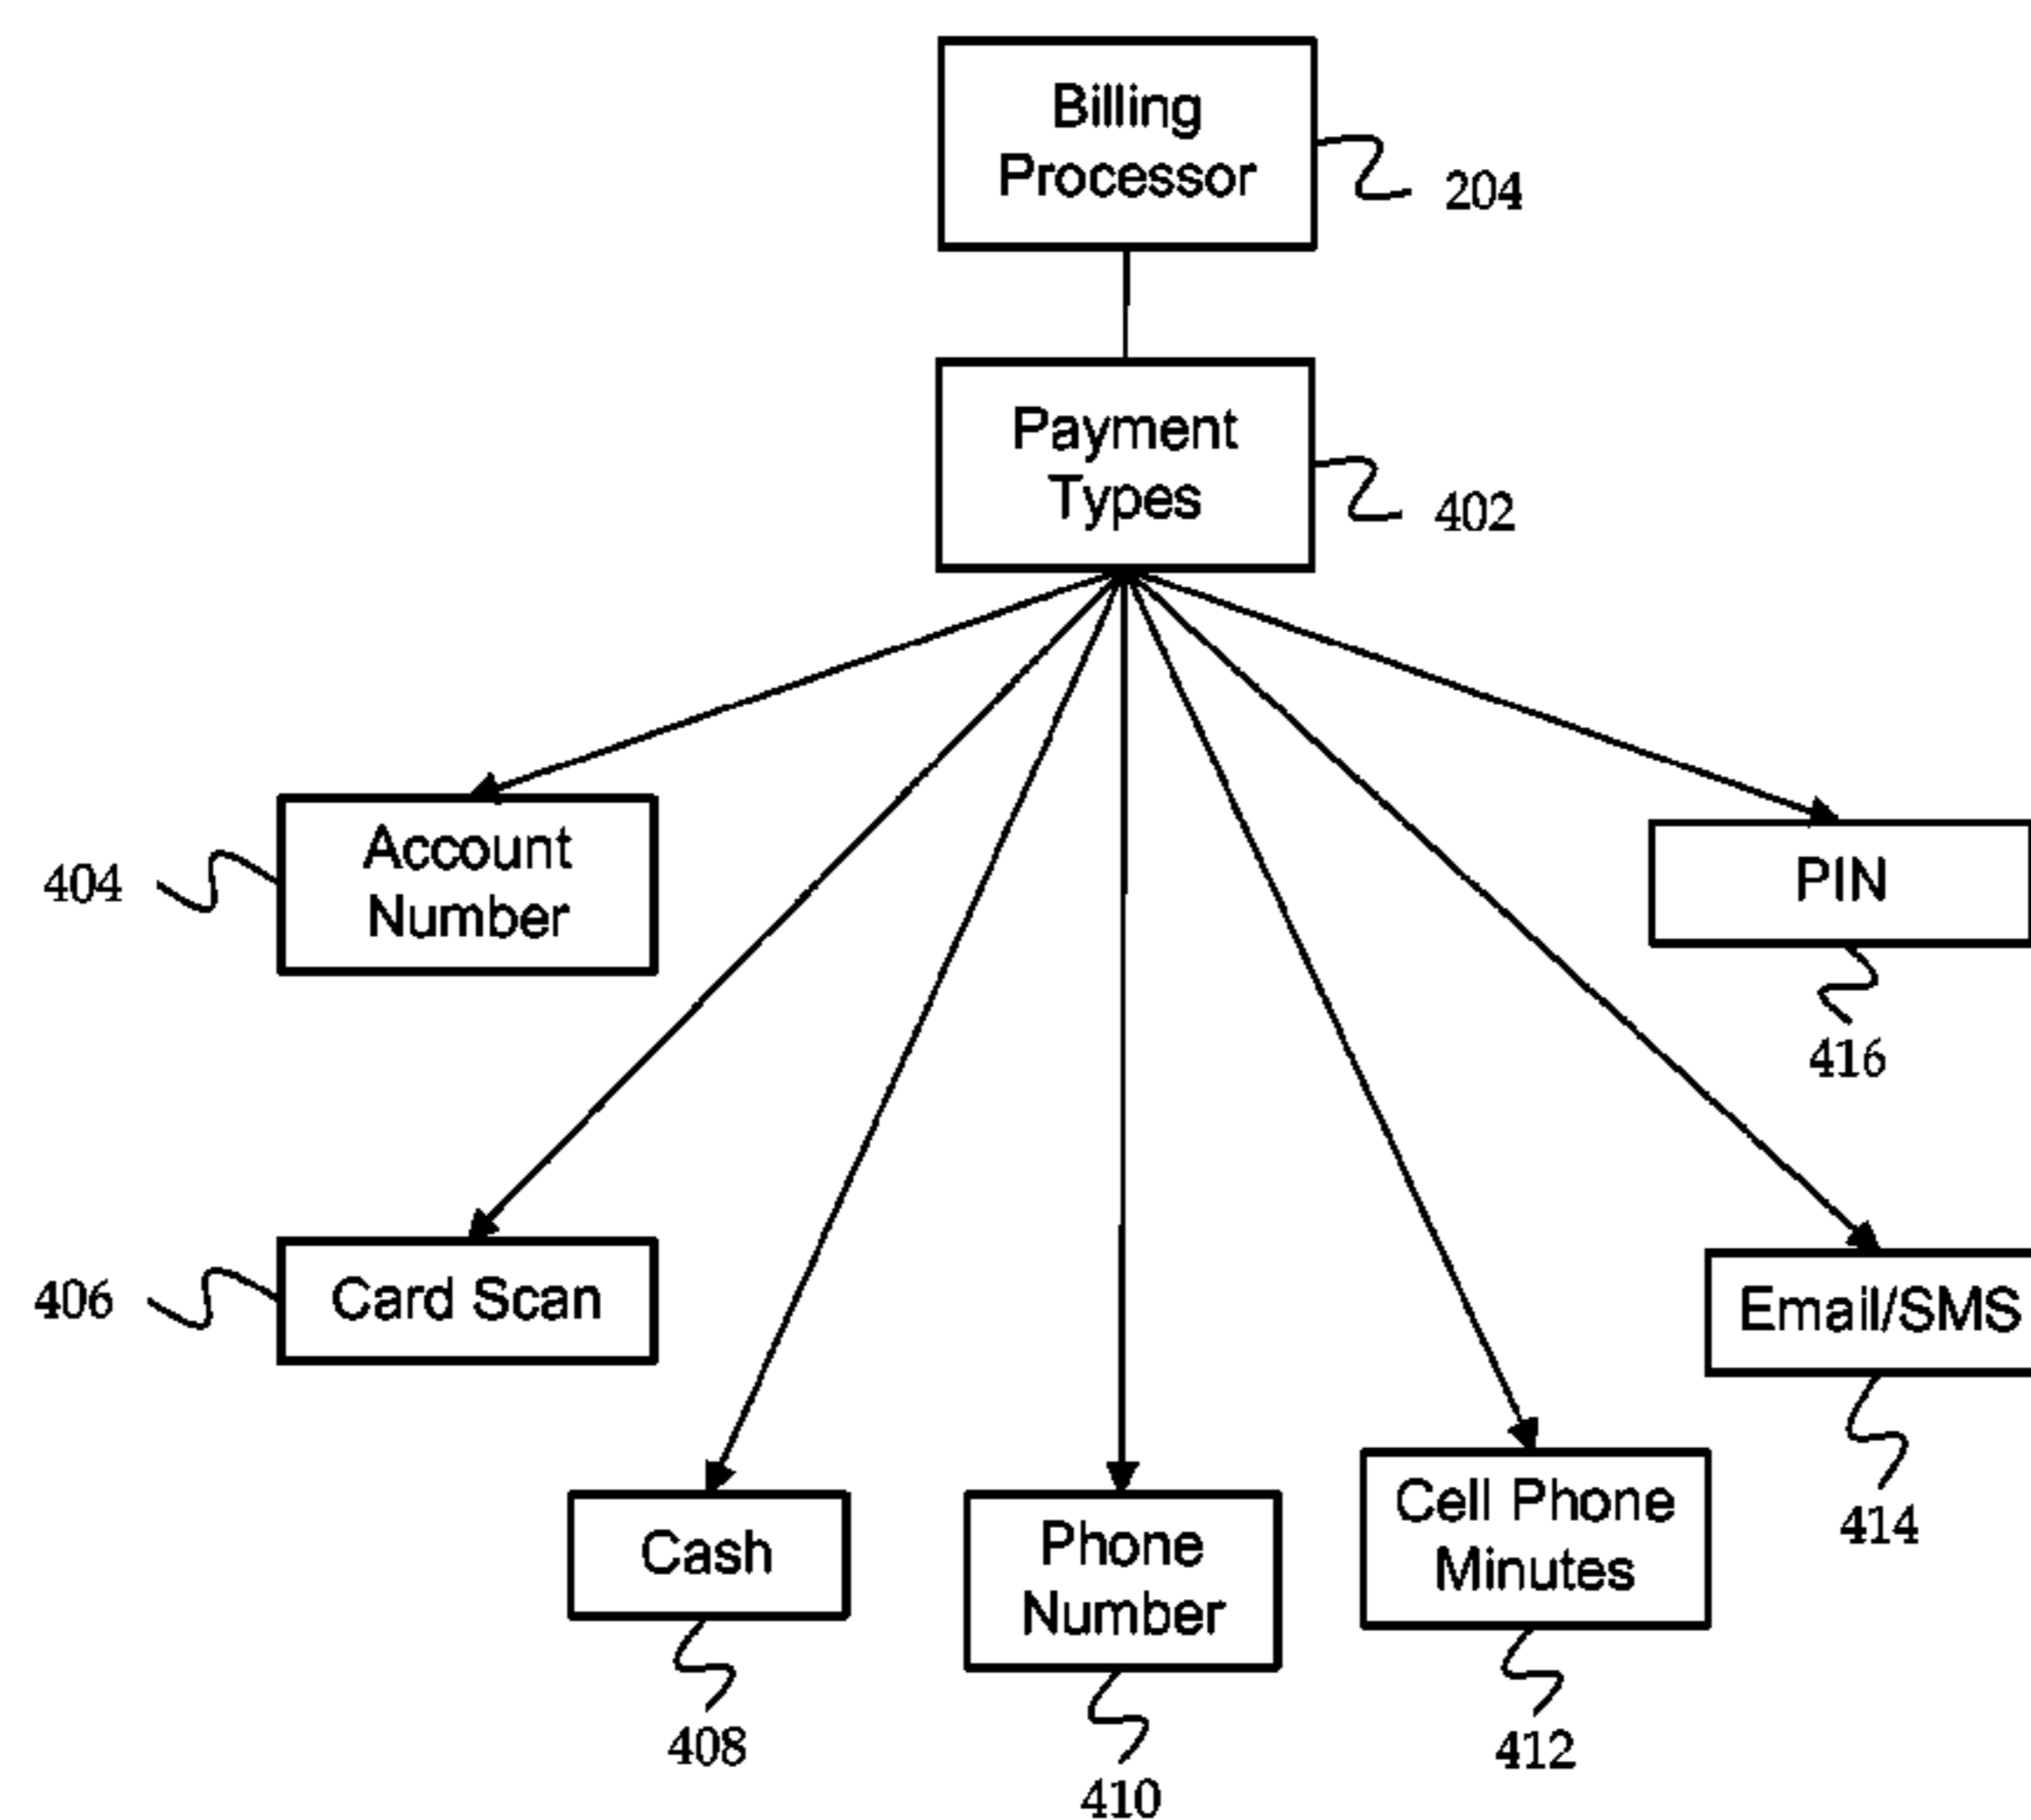 Billing
Processor
204
Payment
Types
402
Account
Number
404
PIN
416
Card Scan
406
Email/SMS
414
Cash
408
Phone
Number
410
Cell Phone
Minutes
412